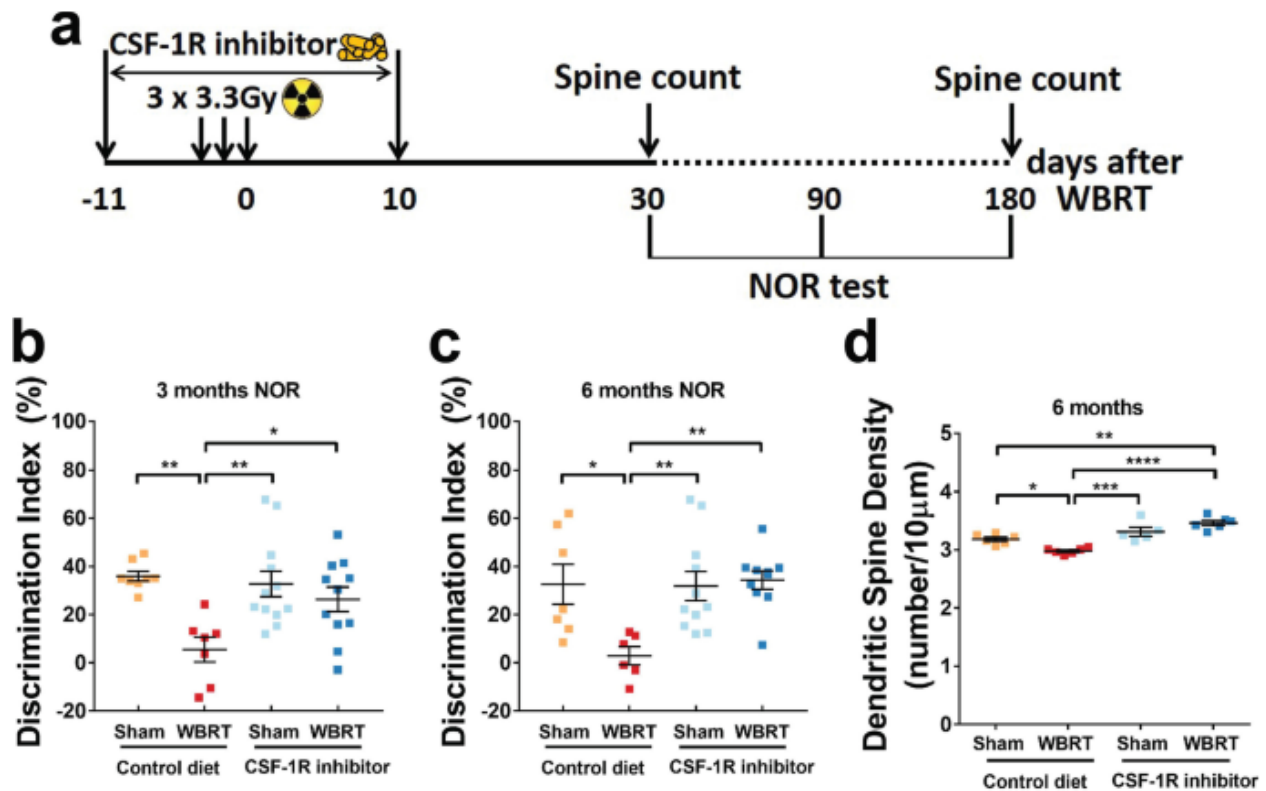 a
CSF-1R inhibitor
3 x 3.3Gy
Spine count
Spine count
-11
0
10
30
90
180
days after
WBRT
NOR test
b
3 months NOR
Discrimination Index (%)
100
80
60
40
20
0
-20
*
**
**
Sham WBRT Sham WBRT
Control diet CSF-1R inhibitor
c
6 months NOR
Discrimination Index (%)
100
80
60
40
20
0
-20
**
*
**
Sham WBRT Sham WBRT
Control diet CSF-1R inhibitor
d
6 months
Dendritic Spine Density
(number/10μm)
5
4
3
2
1
0
**
****
*
***
Sham WBRT Sham WBRT
Control diet CSF-1R inhibitor